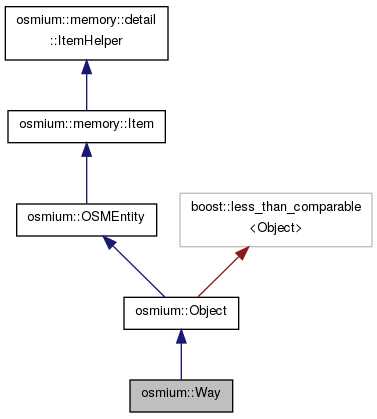 osmium::memory::detail
::ItemHelper
osmium::memory::Item
osmium::OSMEntity
boost::less_than_comparable
<Object>
osmium::Object
osmium::Way